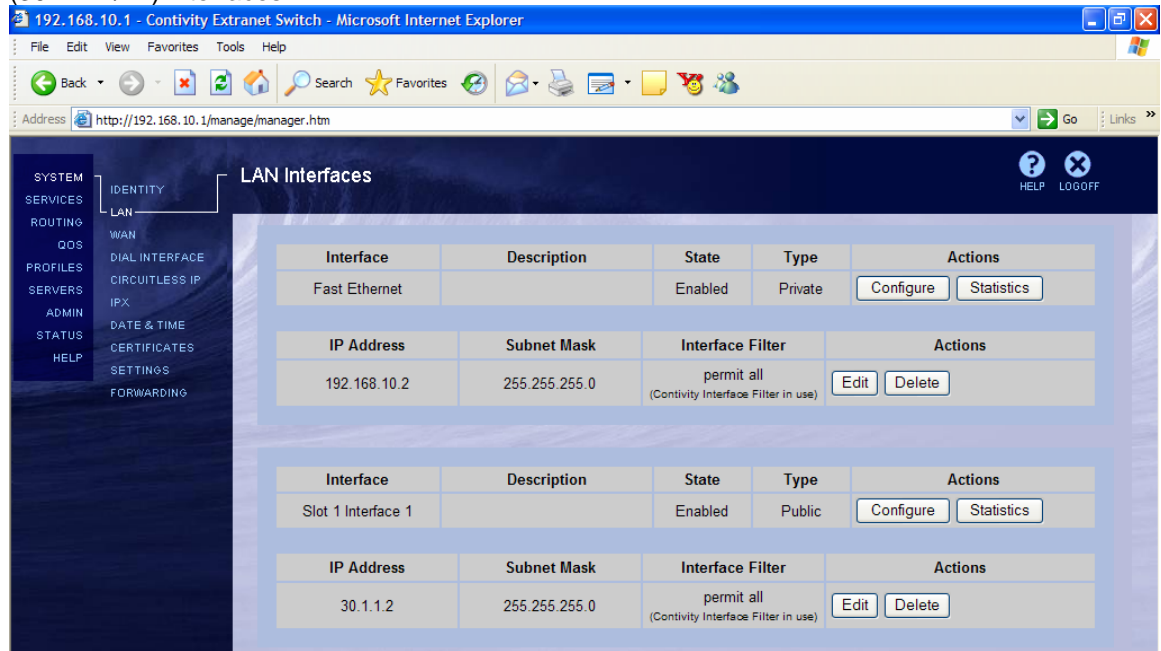 192.168.10.1 - Contivity Extranet Switch - Microsoft Internet Explorer
File Edit View Favorites Tools Help
Back Search Favorites
Address http://192.168.10.1/manage/manager.htm Go Links »
SYSTEM
SERVICES
ROUTING
QOS
PROFILES
SERVERS
ADMIN
STATUS
HELP
IDENTITY
LAN
WAN
DIAL INTERFACE
CIRCUITLESS IP
IPX
DATE & TIME
CERTIFICATES
SETTINGS
FORWARDING
LAN Interfaces
HELP LOGOFF
Interface Description State Type Actions
Fast Ethernet Enabled Private Configure Statistics
IP Address Subnet Mask Interface Filter Actions
192.168.10.2 255.255.255.0 permit all Edit Delete
(Contivity Interface Filter in use)
Interface Description State Type Actions
Slot 1 Interface 1 Enabled Public Configure Statistics
IP Address Subnet Mask Interface Filter Actions
30.1.1.2 255.255.255.0 permit all Edit Delete
(Contivity Interface Filter in use)